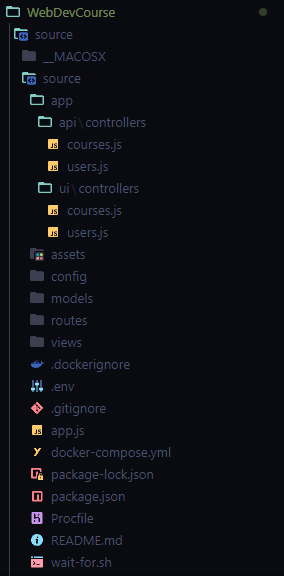 WebDevCourse
source
__MACOSX
source
app
api\controllers
courses.js
users.js
ui\controllers
courses.js
users.js
assets
config
models
routes
views
.dockerignore
.env
.gitignore
app.js
docker-compose.yml
package-lock.json
package.json
Procfile
README.md
wait-for.sh